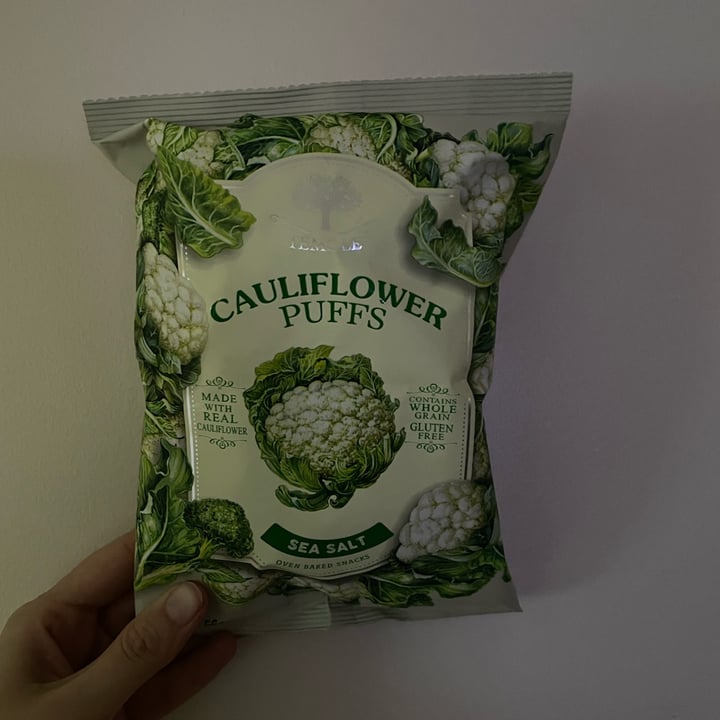 CAULIFLOWER
PUFFS
MADE
WITH
REAL
CAULIFLOWER
CONTAINS
WHOLE
GRAIN
GLUTEN
FREE
SEA SALT
OVEN BAKED SNACKS